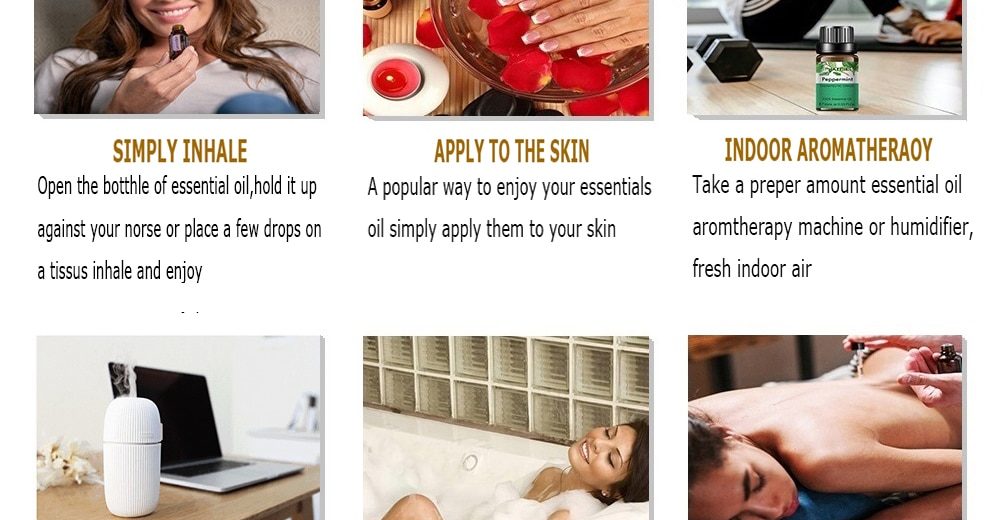 Peppermint
SIMPLY INHALE
Open the botthle of essential oil,hold it up
against your norse or place a few drops on
a tissus inhale and enjoy
APPLY TO THE SKIN
A popular way to enjoy your essentials
oil simply apply them to your skin
INDOOR AROMATHERAOY
Take a preper amount essential oil
aromtherapy machine or humidifier,
fresh indoor air